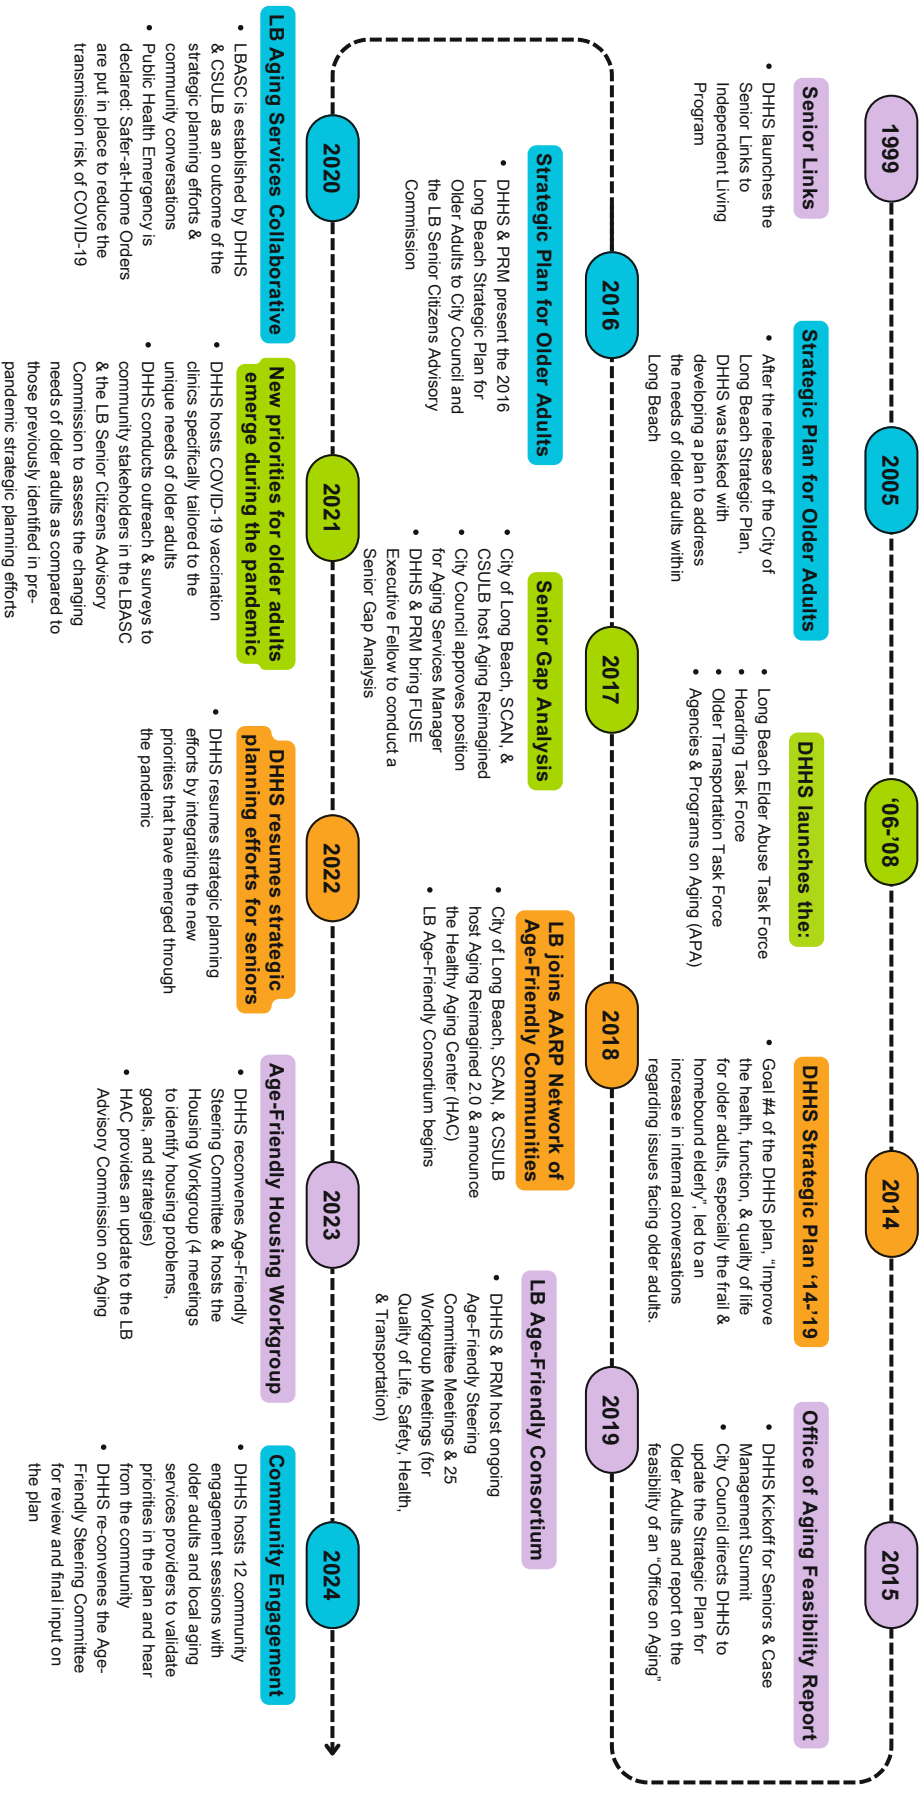 1999
Senior Links
• DHHS launches the
Senior Links to
Independent Living
Program
2005
Strategic Plan for Older Adults
• After the release of the City of
Long Beach Strategic Plan,
DHHS was tasked with
developing a plan to address
the needs of older adults within
Long Beach
‘06-’08
DHHS launches the:
• Long Beach Elder Abuse Task Force
• Hoarding Task Force
• Older Transportation Task Force
• Agencies & Programs on Aging (APA)
2014
DHHS Strategic Plan ‘14-’19
• Goal #4 of the DHHS plan, “Improve
the health, function, & quality of life
for older adults, especially the frail &
homebound elderly”, led to an
increase in internal conversations
regarding issues facing older adults.
2015
Office of Aging Feasibility Report
• DHHS Kickoff for Seniors & Case
Management Summit
• City Council directs DHHS to
update the Strategic Plan for
Older Adults and report on the
feasibility of an “Office on Aging”
2016
Strategic Plan for Older Adults
• DHHS & PRM present the 2016
Long Beach Strategic Plan for
Older Adults to City Council and
the LB Senior Citizens Advisory
Commission
2017
Senior Gap Analysis
• City of Long Beach, SCAN, &
CSULB host Aging Reimagined
• City Council approves position
for Aging Services Manager
• DHHS & PRM bring FUSE
Executive Fellow to conduct a
Senior Gap Analysis
2018
LB joins AARP Network of
Age-Friendly Communities
• City of Long Beach, SCAN, & CSULB
host Aging Reimagined 2.0 & announce
the Healthy Aging Center (HAC)
• LB Age-Friendly Consortium begins
2019
LB Age-Friendly Consortium
• DHHS & PRM host ongoing
Age-Friendly Steering
Committee Meetings & 25
Workgroup Meetings (for
Quality of Life, Safety, Health,
& Transportation)
2020
LB Aging Services Collaborative
• LBASC is established by DHHS
& CSULB as an outcome of the
strategic planning efforts &
community conversations
• Public Health Emergency is
declared: Safer-at-Home Orders
are put in place to reduce the
transmission risk of COVID-19
2021
New priorities for older adults
emerge during the pandemic
• DHHS hosts COVID-19 vaccination
clinics specifically tailored to the
unique needs of older adults
• DHHS conducts outreach & surveys to
community stakeholders in the LBASC
& the LB Senior Citizens Advisory
Commission to assess the changing
needs of older adults as compared to
those previously identified in pre-
pandemic strategic planning efforts
2022
DHHS resumes strategic
planning efforts for seniors
• DHHS resumes strategic planning
efforts by integrating the new
priorities that have emerged through
the pandemic
2023
Age-Friendly Housing Workgroup
• DHHS reconvenes Age-Friendly
Steering Committee & hosts the
Housing Workgroup (4 meetings
to identify housing problems,
goals, and strategies)
• HAC provides an update to the LB
Advisory Commission on Aging
2024
Community Engagement
• DHHS hosts 12 community
engagement sessions with
older adults and local aging
services providers to validate
priorities in the plan and hear
from the community
• DHHS re-convenes the Age-
Friendly Steering Committee
for review and final input on
the plan